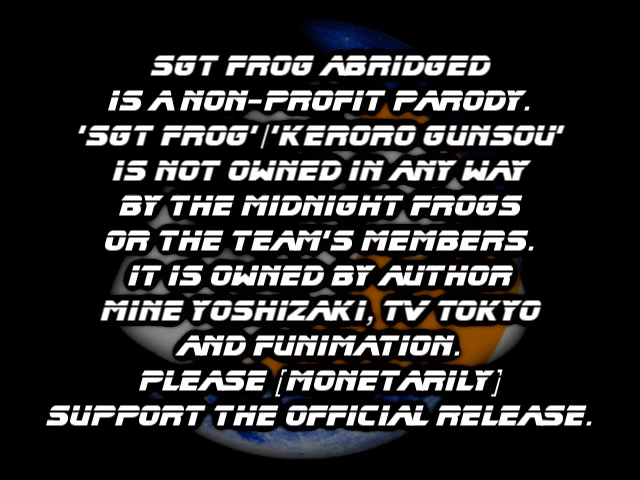 SGT FROG ABRIDGED
IS A NON-PROFIT PARODY.
'SGT FROG'/'KERORO GUNSOU'
IS NOT OWNED IN ANY WAY
BY THE MIDNIGHT FROGS
OR THE TEAM'S MEMBERS.
IT IS OWNED BY AUTHOR
MINE YOSHIZAKI, TV TOKYO
AND FUNIMATION.
PLEASE [MONETARILY]
SUPPORT THE OFFICIAL RELEASE.